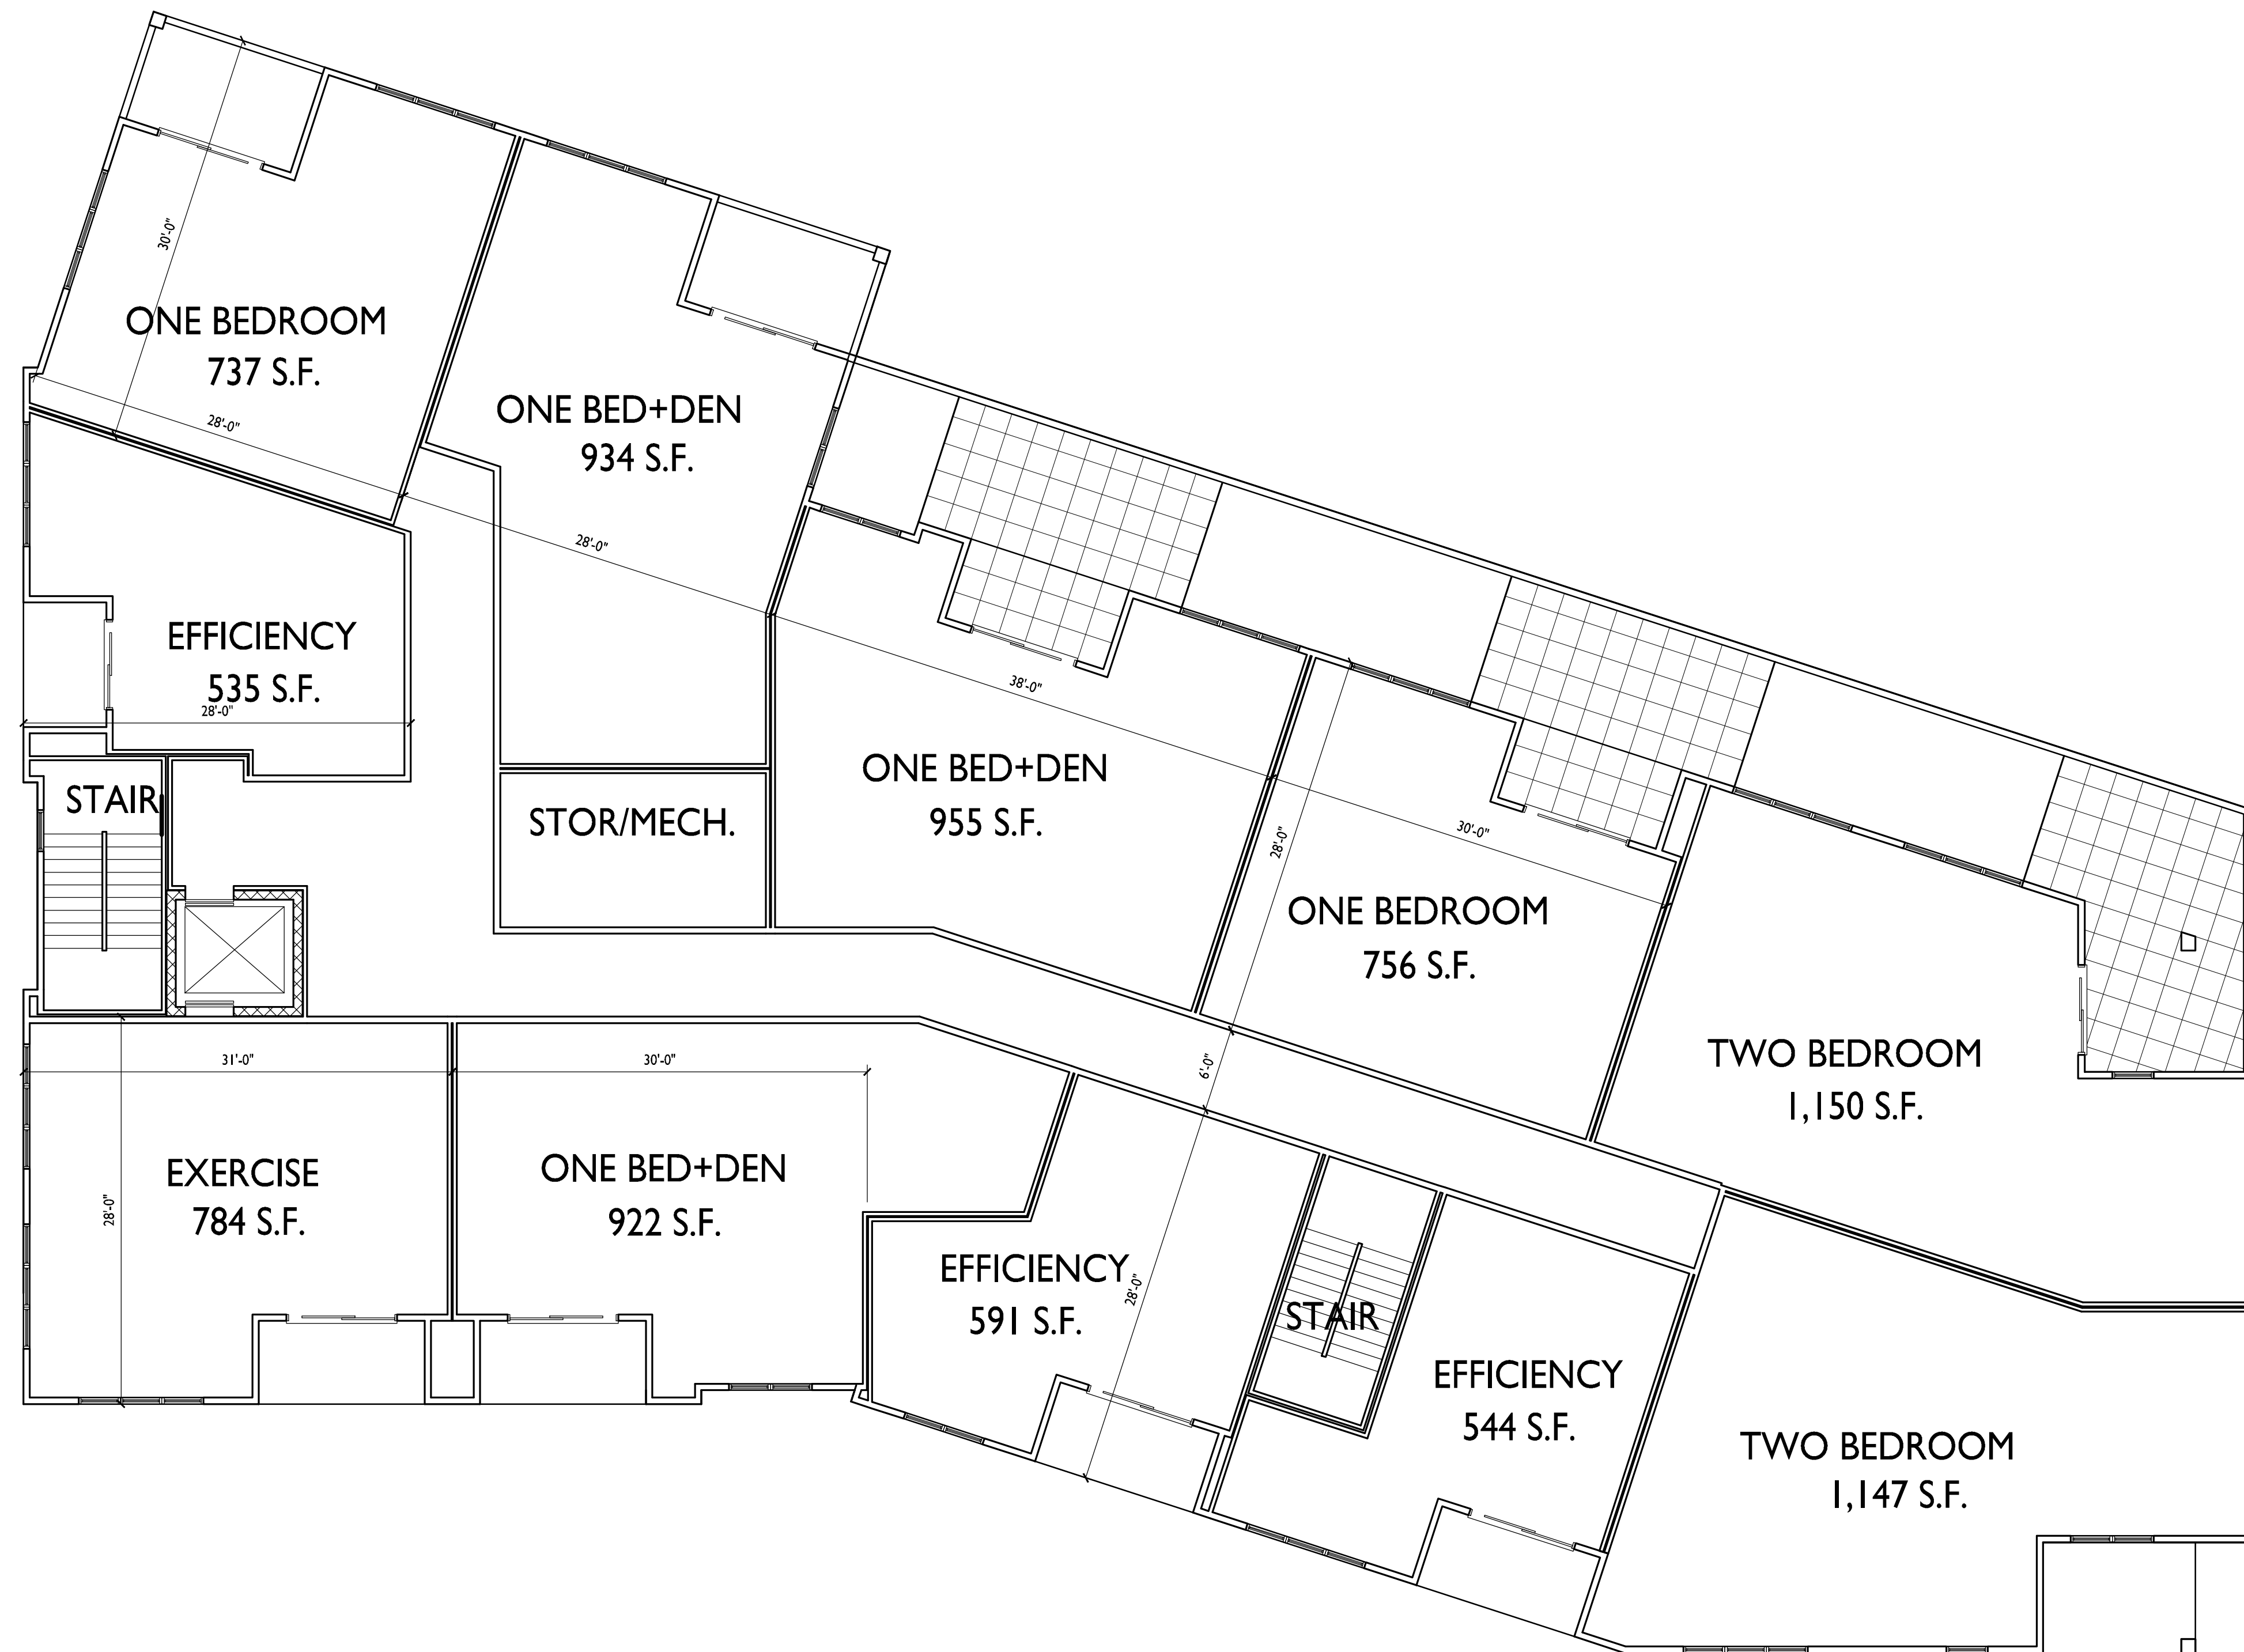 30'-0"
ONE BEDROOM
737 S.F.
28'-0"
ONE BED+DEN
934 S.F.
28'-0"
EFFICIENCY
535 S.F.
28'-0"
38'-0"
STAIR
STOR/MECH.
ONE BED+DEN
955 S.F.
28'-0"
30'-0"
ONE BEDROOM
756 S.F.
TWO BEDROOM
1,150 S.F.
31'-0"
30'-0"
6'-0"
EXERCISE
784 S.F.
28'-0"
ONE BED+DEN
922 S.F.
EFFICIENCY
591 S.F.
28'-0"
STAIR
EFFICIENCY
544 S.F.
TWO BEDROOM
1,147 S.F.